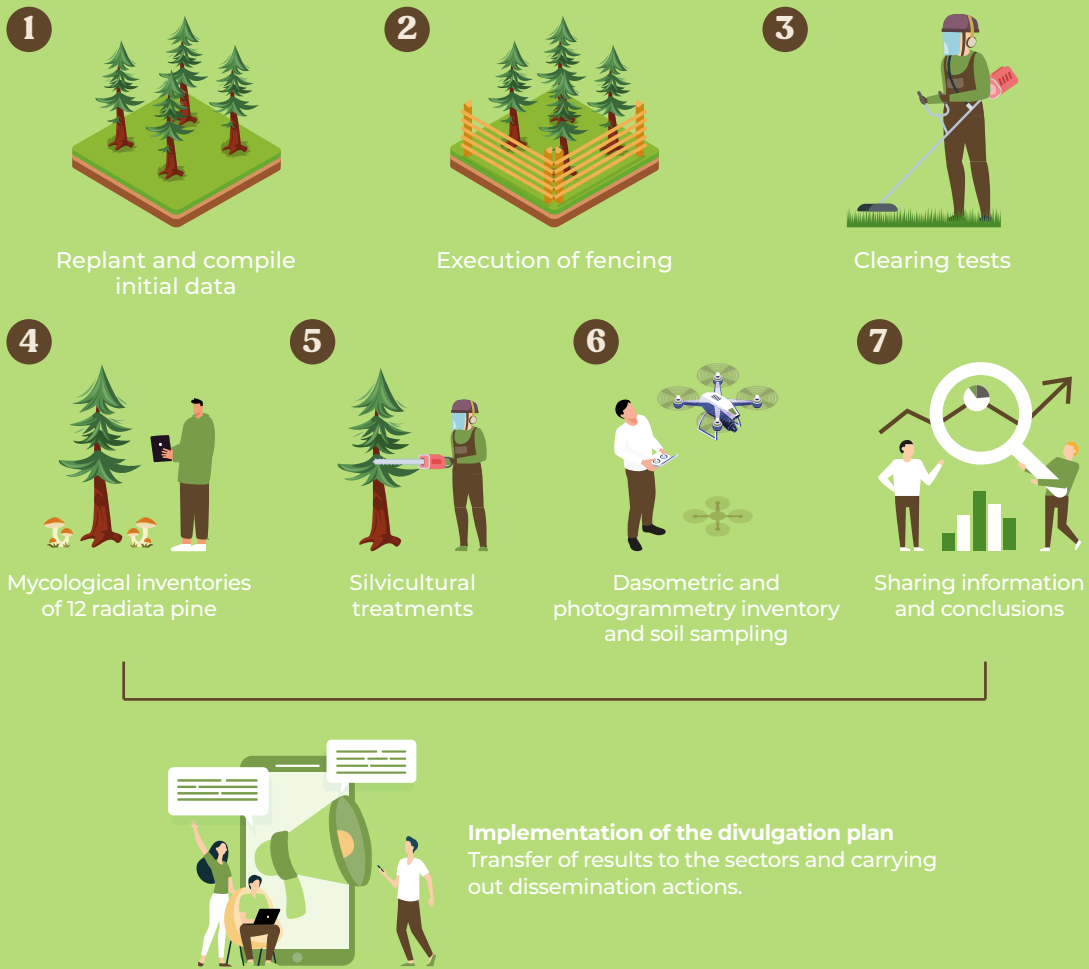 1
Replant and compile
initial data
2
Execution of fencing
3
Clearing tests
4
Mycological inventories
of 12 radiata pine
5
Silvicultural
treatments
6
Dasometric and
photogrammetry inventory
and soil sampling
7
Sharing information
and conclusions
Implementation of the divulgation plan
Transfer of results to the sectors and carrying
out dissemination actions.